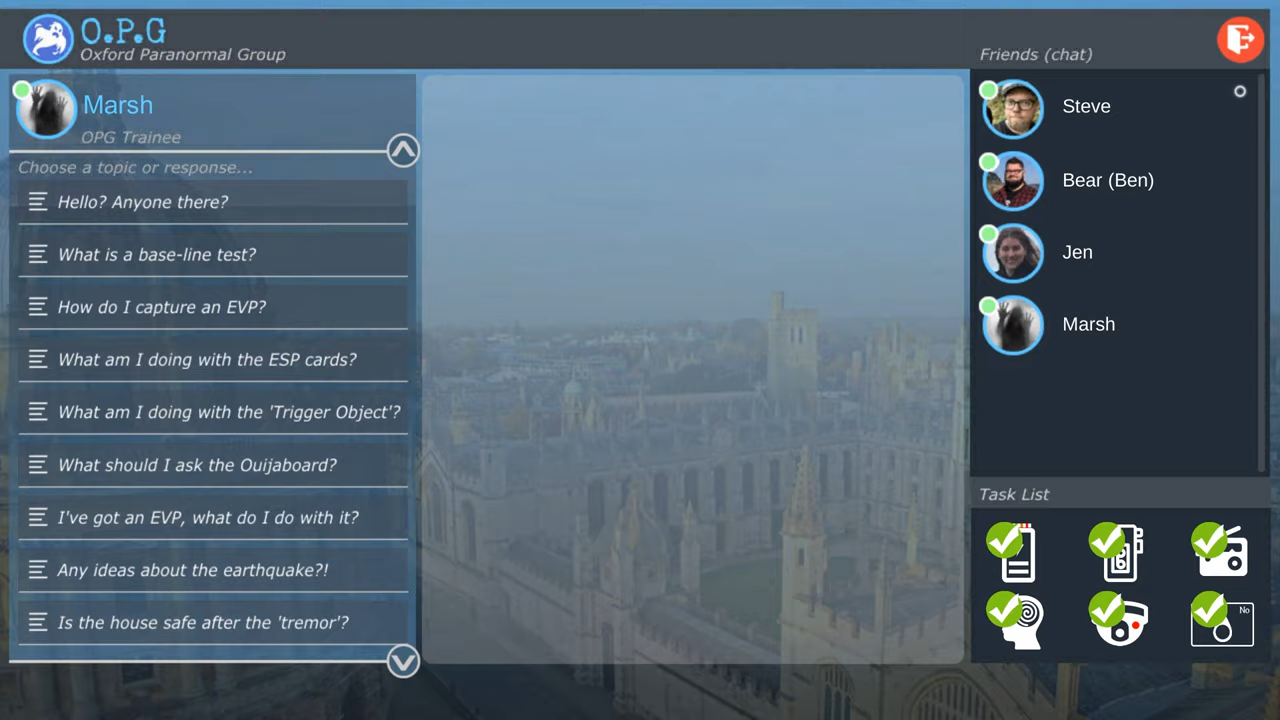 O.P.G
Oxford Paranormal Group
Friends (chat)
Marsh
OPG Trainee
Choose a topic or response...
Hello? Anyone there?
What is a base-line test?
How do I capture an EVP?
What am I doing with the ESP cards?
What am I doing with the 'Trigger Object'?
What should I ask the Ouijaboard?
I've got an EVP, what do I do with it?
Any ideas about the earthquake?!
Is the house safe after the 'tremor'?
Steve
Bear (Ben)
Jen
Marsh
Task List
No